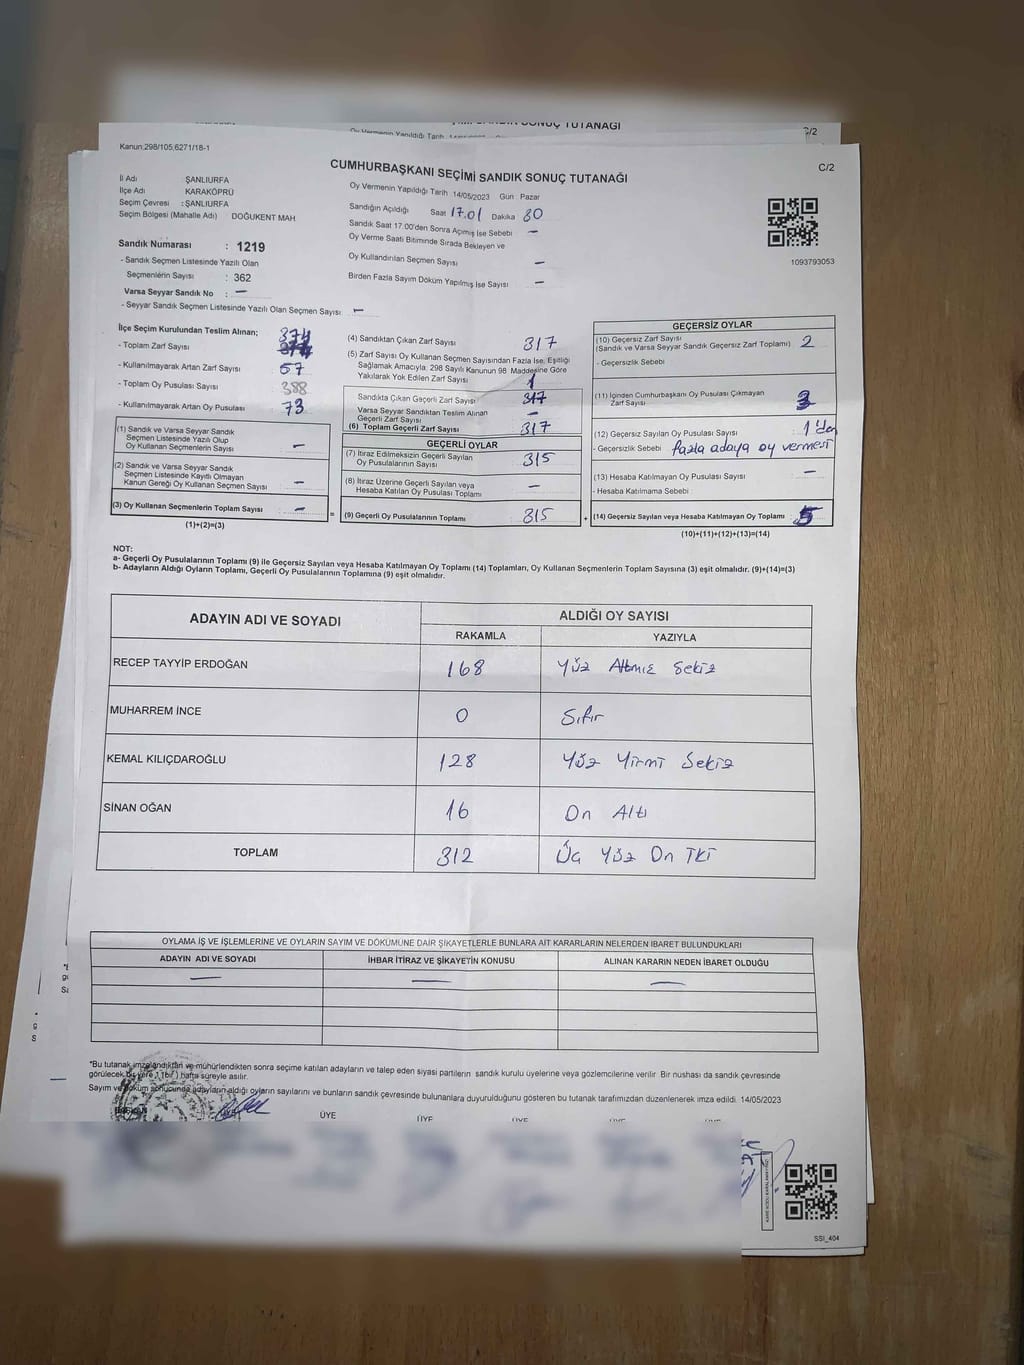 OY VERMENİN Yapıldığı Tarih
SANDIK SONUÇ TUTANAĞI
C/2
Kanun,298/105,6271/18-1
CUMHURBAŞKANI SEÇİMİ SANDIK SONUÇ TUTANAĞI
C/2
İl Adı ŞANLIURFA
İlçe Adı KARAKÖPRÜ
Seçim Çevresi : ŞANLIURFA
Seçim Bölgesi (Mahalle Adı) DOĞUKENT MAH
Oy Vermenin Yapıldığı Tarih 14/05/2023 Gün Pazar
Sandığın Açıldığı Saat 17.01 Dakika 80
Sandık Saat 17:00'den Sonra Açımış İse Sebebi —
Oy Verme Saati Bitiminde Sırada Bekleyen ve
Oy Kullandırılan Seçmen Sayısı —
Birden Fazla Sayım Döküm Yapılmış İse Sayısı —
1093793053
Sandık Numarası : 1219
- Sandık Seçmen Listesinde Yazılı Olan
Seçmenlerin Sayısı : 362
Varsa Seyyar Sandık No : —
- Seyyar Sandık Seçmen Listesinde Yazılı Olan Seçmen Sayısı : —
İlçe Seçim Kurulundan Teslim Alınan;
- Toplam Zarf Sayısı : 374
- Kullanılmayarak Artan Zarf Sayısı : 57
- Toplam Oy Pusulası Sayısı : 388
- Kullanılmayarak Artan Oy Pusulası : 73
(1) Sandık ve Varsa Seyyar Sandık
Seçmen Listesinde Yazılı Olup
Oy Kullanan Seçmenlerin Sayısı : —
(2) Sandık ve Varsa Seyyar Sandık
Seçmen Listesinde Kayıtlı Olmayan
Kanun Gereği Oy Kullanan Seçmen Sayısı : —
(3) Oy Kullanan Seçmenlerin Toplam Sayısı : —
(1)+(2)=(3)
(4) Sandıktan Çıkan Zarf Sayısı : 317
(5) Zarf Sayısı Oy Kullanan Seçmen Sayısından Fazla İse, Eşitliği
Sağlamak Amacıyla, 298 Sayılı Kanunun 98 Maddesine Göre
Yakılarak Yok Edilen Zarf Sayısı
Sandıkta Çıkan Geçerli Zarf Sayısı : 317
Varsa Seyyar Sandıktan Teslim Alınan
Geçerli Zarf Sayısı : —
(6) Toplam Geçerli Zarf Sayısı : 317
GEÇERLİ OYLAR
(7) İtiraz Edilmeksizin Geçerli Sayılan
Oy Pusulalarının Sayısı : 315
(8) İtiraz Üzerine Geçerli Sayılan veya
Hesaba Katılan Oy Pusulası Toplamı : —
= (9) Geçerli Oy Pusulalarının Toplamı : 315
GEÇERSİZ OYLAR
(10) Geçersiz Zarf Sayısı
(Sandık ve Varsa Seyyar Sandık Geçersiz Zarf Toplamı) : 2
- Geçersizlik Sebebi
(11) İçinden Cumhurbaşkanı Oy Pusulası Çıkmayan
Zarf Sayısı : 3
(12) Geçersiz Sayılan Oy Pusulası Sayısı : 1'den
- Geçersizlik Sebebi fazla adaya oy vermesi
(13) Hesaba Katılmayan Oy Pusulası Sayısı : —
- Hesaba Katılmama Sebebi :
+ (14) Geçersiz Sayılan veya Hesaba Katılmayan Oy Toplamı : 5
(10)+(11)+(12)+(13)=(14)
NOT:
a- Geçerli Oy Pusulalarının Toplamı (9) ile Geçersiz Sayılan veya Hesaba Katılmayan Oy Toplamı (14) Toplamları, Oy Kullanan Seçmenlerin Toplam Sayısına (3) eşit olmalıdır. (9)+(14)=(3)
b- Adayların Aldığı Oyların Toplamı, Geçerli Oy Pusulalarının Toplamına (9) eşit olmalıdır.
ADAYIN ADI VE SOYADI ALDIĞI OY SAYISI
RAKAMLA YAZIYLA
RECEP TAYYİP ERDOĞAN 168 Yüz Altmış Sekiz
MUHARREM İNCE 0 Sıfır
KEMAL KILIÇDAROĞLU 128 Yüz Yirmi Sekiz
SİNAN OĞAN 16 On Altı
TOPLAM 312 Üç Yüz On İki
OYLAMA İŞ VE İŞLEMLERİNE VE OYLARIN SAYIM VE DÖKÜMÜNE DAİR ŞİKAYETLERLE BUNLARA AİT KARARLARIN NELERDEN İBARET BULUNDUKLARI
ADAYIN ADI VE SOYADI İHBAR İTİRAZ VE ŞİKAYETİN KONUSU ALINAN KARARIN NEDEN İBARET OLDUĞU
— — —
*Bu tutanak imzalandıktan ve mühürlendikten sonra seçime katılan adayların ve talep eden siyasi partilerin sandık kurulu üyelerine veya gözlemcilerine verilir. Bir nushası da sandık çevresinde
görülecek bir yere 1 (bir) hafta süreyle asılır.
Sayım ve döküm sonucunda adayların aldığı oyların sayılarını ve bunların sandık çevresinde bulunanlara duyurulduğunu gösteren bu tutanak tarafımızdan düzenlenerek imza edildi. 14/05/2023
BAŞKAN ÜYE ÜYE ÜYE ÜYE ÜYE
SSI_404